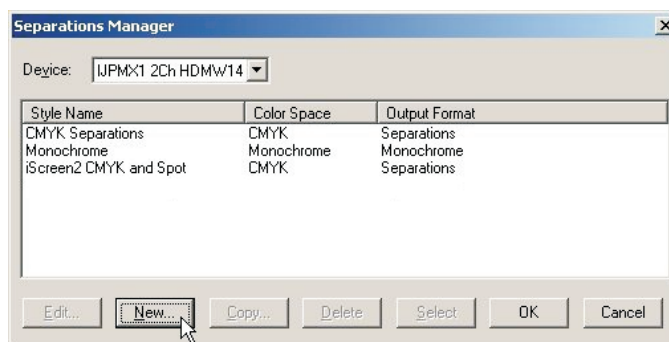 Separations Manager
Device: IJPMX1 2Ch HDMW14
Style Name Color Space Output Format
CMYK Separations CMYK Separations
Monochrome Monochrome Monochrome
iScreen2 CMYK and Spot CMYK Separations
Edit... New... Copy... Delete Select OK Cancel